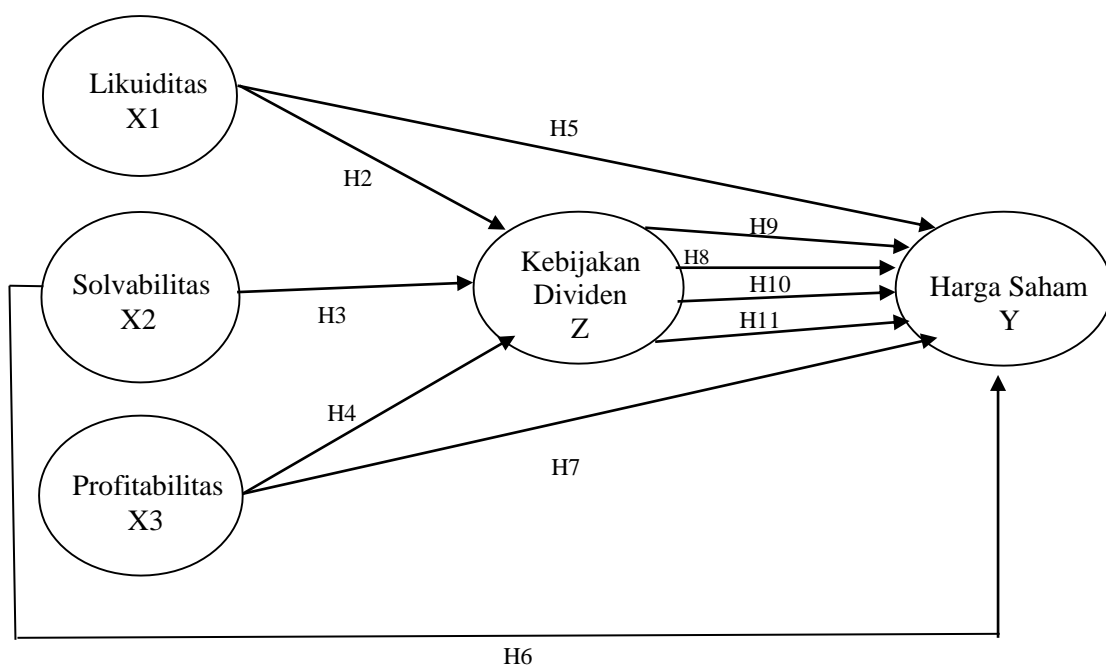 Likuiditas
X1
H5
H2
H9
H8
Kebijakan
Dividen
Z
H10
H11
Harga Saham
Y
Solvabilitas
X2
H3
H4
H7
Profitabilitas
X3
H6